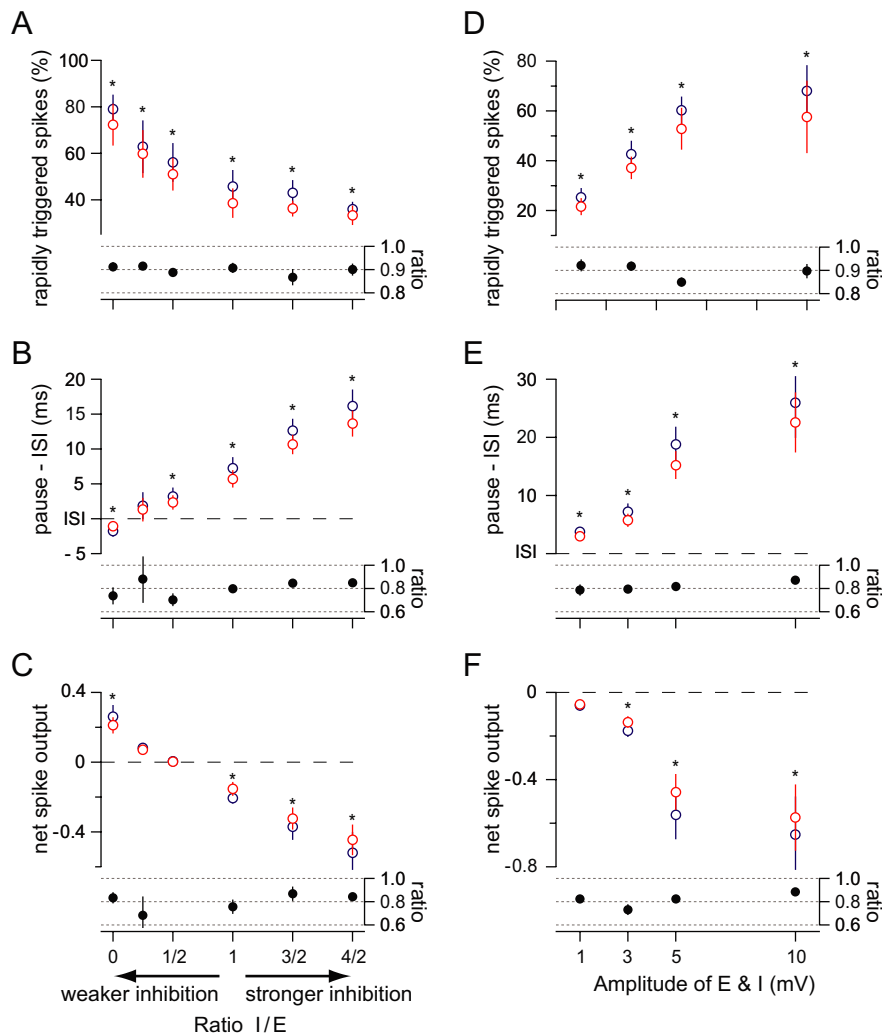 A
rapidly triggered spikes (%)
100
80
60
40
*
*
*
*
*
*
1.0
0.9
0.8
ratio
B
pause - ISI (ms)
20
15
10
5
ISI
- 5
*
*
*
*
*
1.0
0.8
0.6
ratio
C
net spike output
0.4
0
-0.4
*
*
*
*
1.0
0.8
0.6
ratio
0 1/2 1 3/2 4/2
weaker inhibition stronger inhibition
Ratio I/E
D
rapidly triggered spikes (%)
80
60
40
20
*
*
*
*
1.0
0.9
0.8
ratio
E
pause - ISI (ms)
30
20
10
ISI
*
*
*
*
1.0
0.8
0.6
ratio
F
net spike output
0
-0.4
-0.8
*
*
*
1.0
0.8
0.6
ratio
1 3 5 10
Amplitude of E & I (mV)